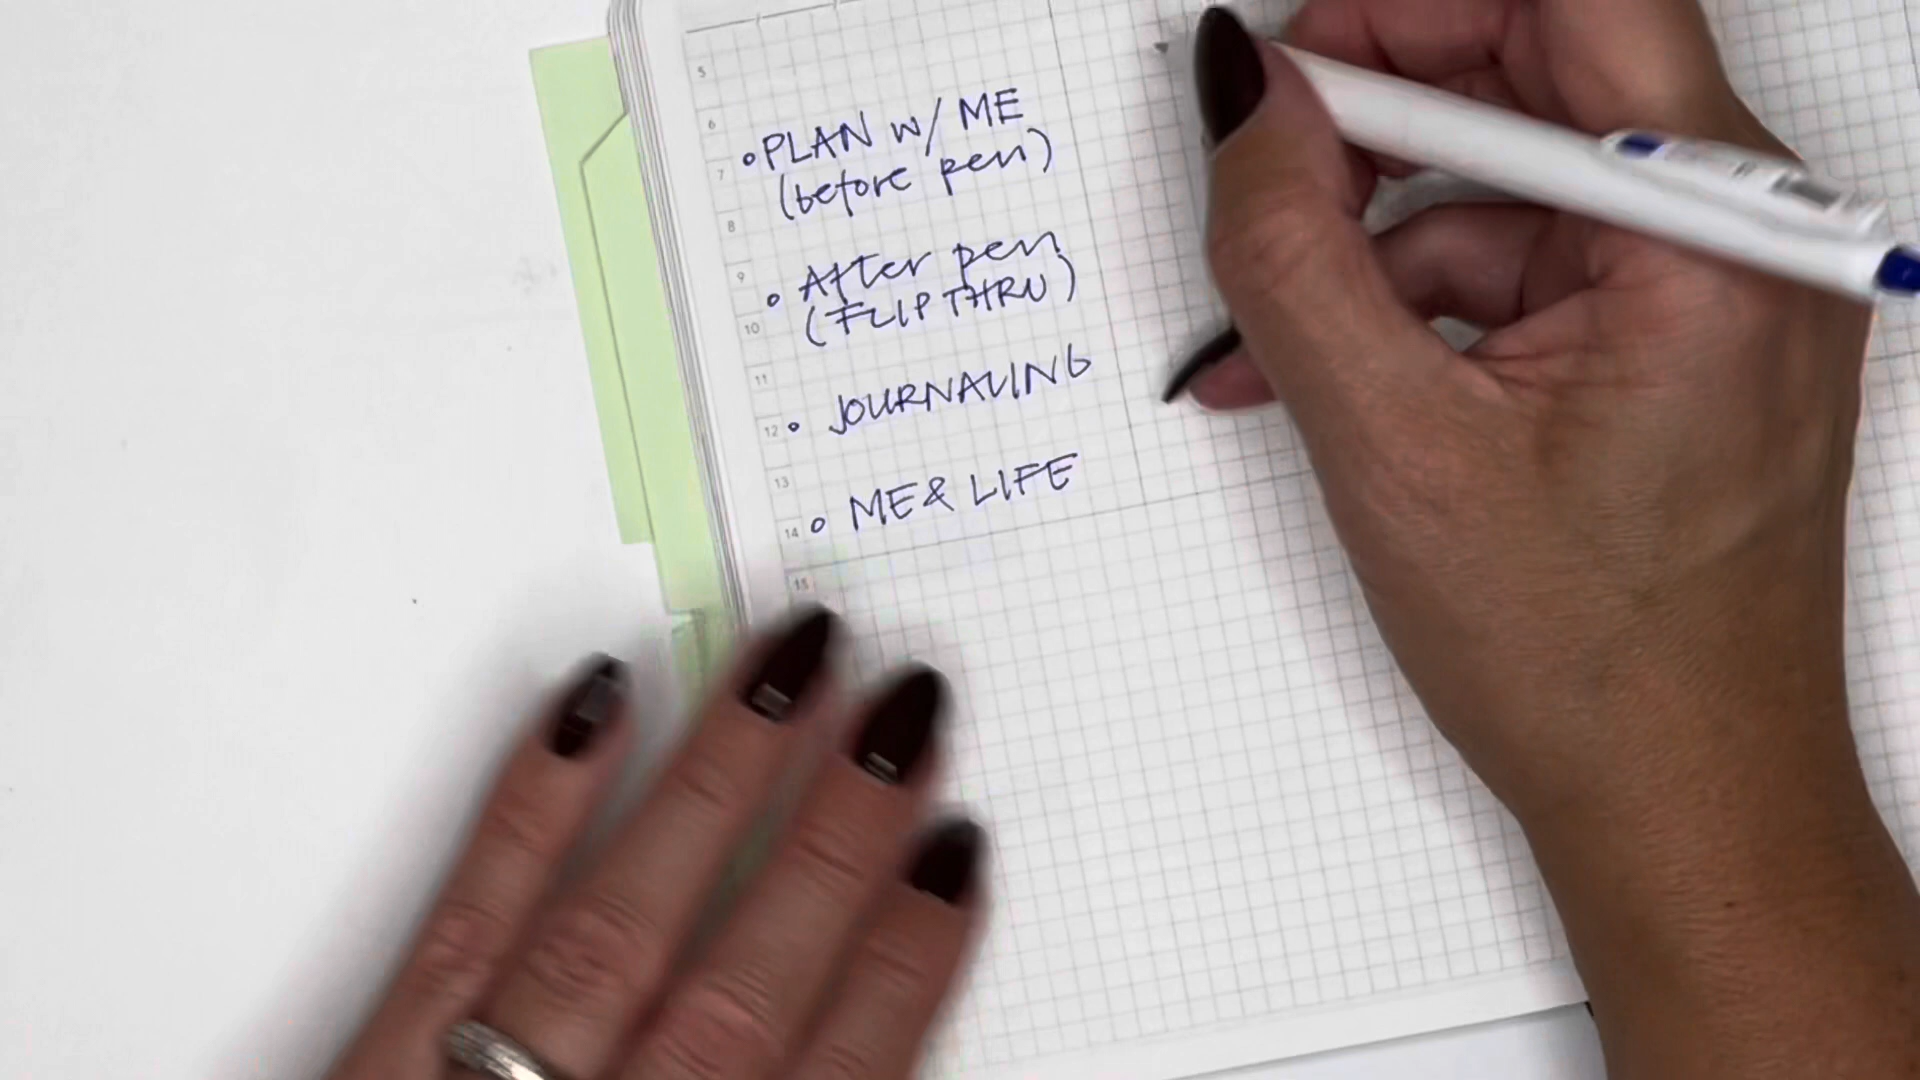 5
6
•PLAN w/ ME
7
(before pen)
8
9
• After pen
10
(FLIP THRU)
11
12
• JOURNALING
13
14
• ME & LIFE
15